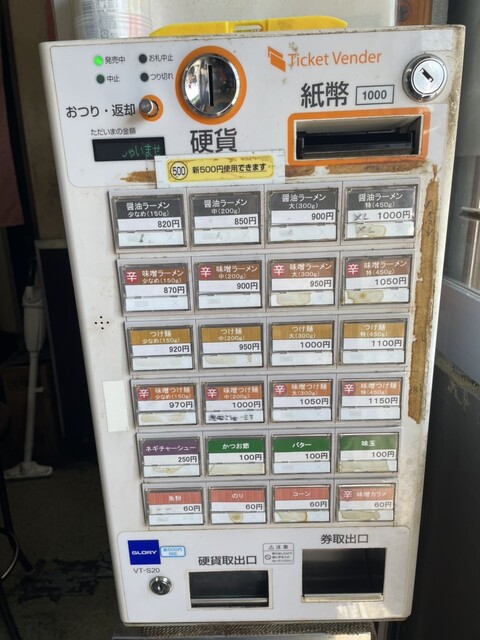 発売中
お札中止
中止
つり切れ
Ticket Vender
おつり・返却
硬貨
紙幣 1000
ただいまの金額
しゃいませ
500 新500円使用できます
醤油ラーメン 少なめ(150g) 820円
醤油ラーメン 中(200g) 850円
醤油ラーメン 大(300g) 900円
醤油ラーメン 特(450g) 1000円
辛 味噌ラーメン 少なめ(150g) 870円
辛 味噌ラーメン 中(200g) 900円
辛 味噌ラーメン 大(300g) 950円
辛 味噌ラーメン 特(450g) 1050円
つけ麺 少なめ(150g) 920円
つけ麺 中(200g) 950円
つけ麺 大(300g) 1000円
つけ麺 特(450g) 1100円
辛 味噌つけ麺 少なめ(150g) 970円
辛 味噌つけ麺 中(200g) 1000円
辛 味噌つけ麺 大(300g) 1050円
辛 味噌つけ麺 特(450g) 1150円
ネギチャーシュー 250円
かつお節 100円
バター 100円
味玉 100円
魚粉 60円
のり 60円
コーン 60円
辛 味噌カラメ 60円
GLORY
新500円 対応
VT-S20
硬貨取出口
注意
券取出口